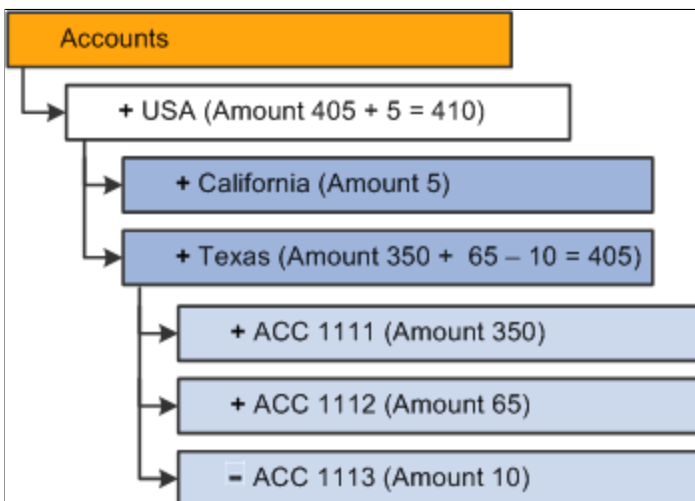 Accounts
+ USA (Amount 405 + 5 = 410)
+ California (Amount 5)
+ Texas (Amount 350 + 65 – 10 = 405)
+ ACC 1111 (Amount 350)
+ ACC 1112 (Amount 65)
- ACC 1113 (Amount 10)